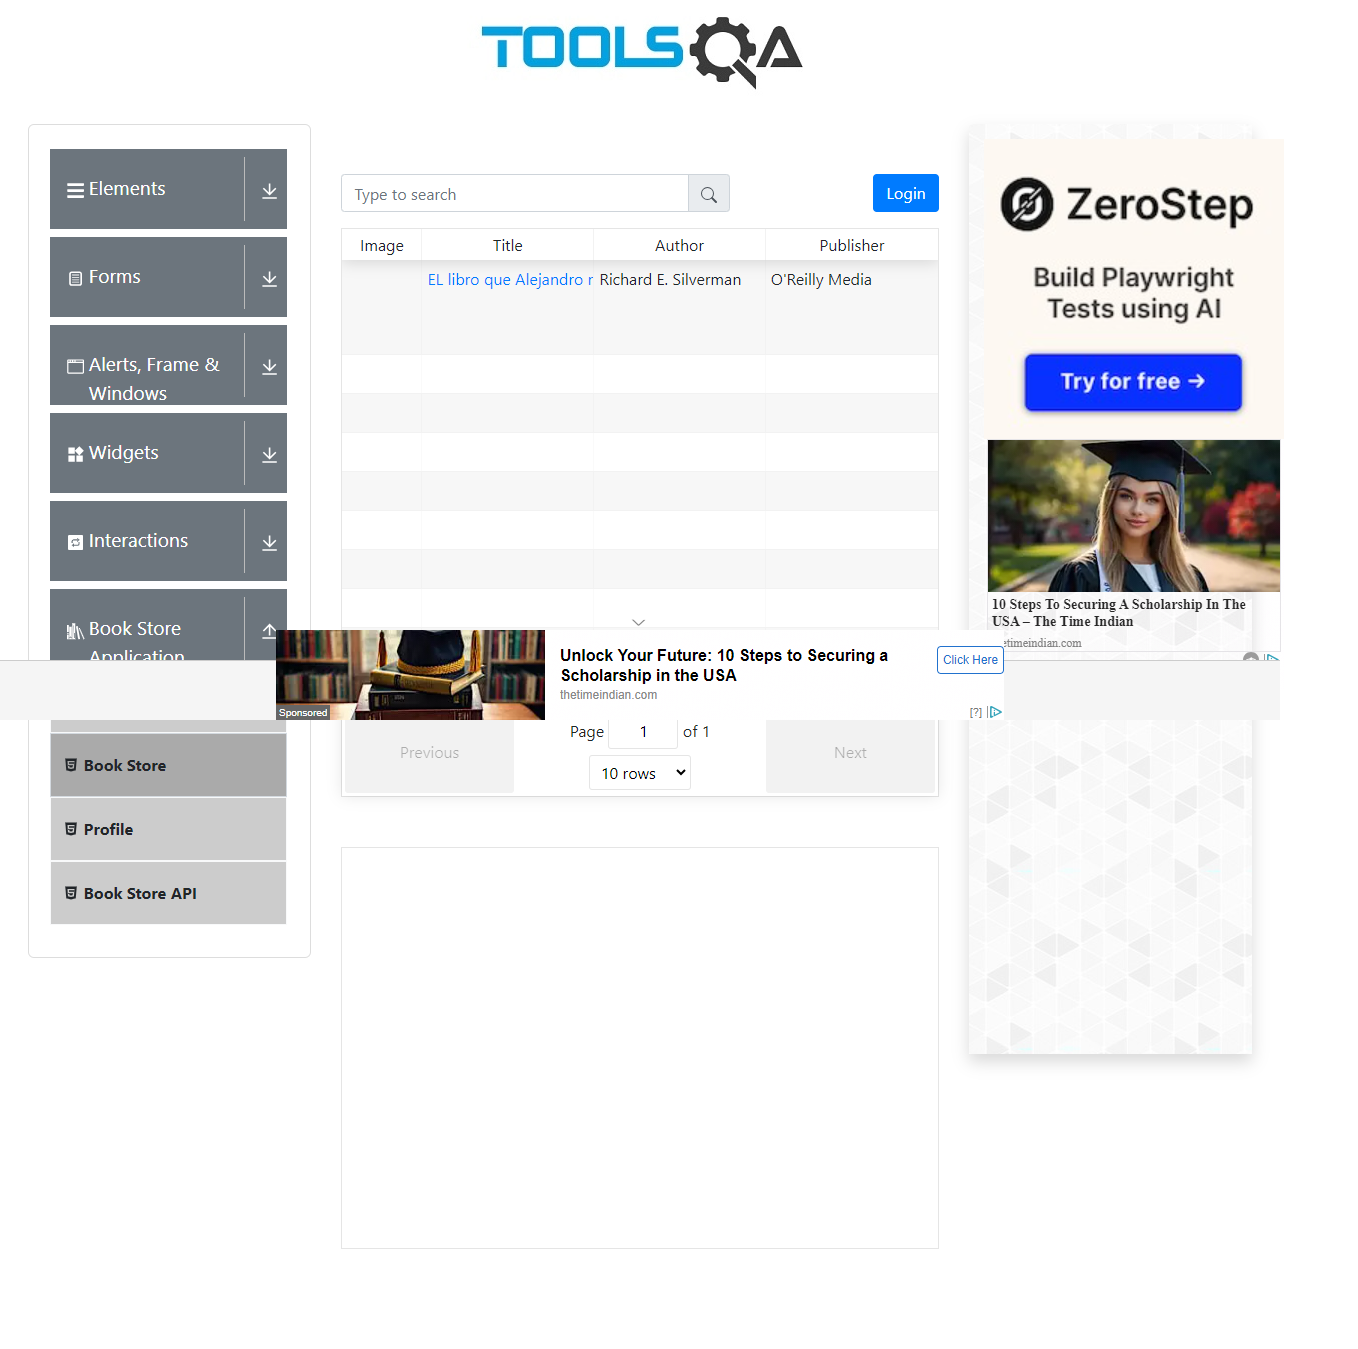 TOOLSQA
Elements
Forms
Alerts, Frame &
Windows
Widgets
Interactions
Book Store
Application
Book Store
Profile
Book Store API
Type to search
Login
Image Title Author Publisher
EL libro que Alejandro r Richard E. Silverman O'Reilly Media
Sponsored
Unlock Your Future: 10 Steps to Securing a
Scholarship in the USA
thetimeindian.com
Click Here
[?]
Previous
Page 1 of 1
10 rows
Next
ZeroStep
Build Playwright
Tests using AI
Try for free →
10 Steps To Securing A Scholarship In The
USA – The Time Indian
etimeindian.com